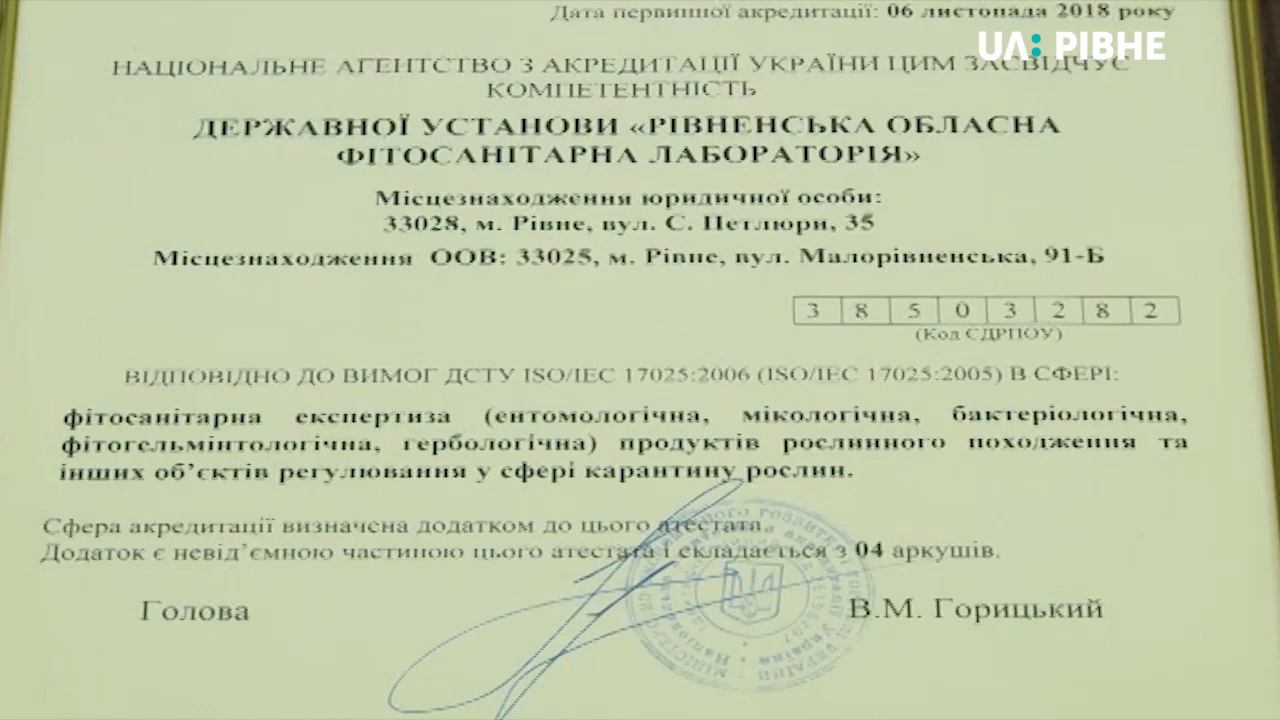 Дата первинної акредитації: 06 листопада 2018 року
UA: РІВНЕ
НАЦІОНАЛЬНЕ АГЕНТСТВО З АКРЕДИТАЦІЇ УКРАЇНИ ЦИМ ЗАСВІДЧУЄ
КОМПЕТЕНТНІСТЬ
ДЕРЖАВНОЇ УСТАНОВИ «РІВНЕНСЬКА ОБЛАСНА
ФІТОСАНІТАРНА ЛАБОРАТОРІЯ»
Місцезнаходження юридичної особи:
33028, м. Рівне, вул. С. Петлюри, 35
Місцезнаходження ООВ: 33025, м. Рівне, вул. Малорівненська, 91-Б
3 8 5 0 3 2 8 2
(Код ЄДРПОУ)
ВІДПОВІДНО ДО ВИМОГ ДСТУ ISO/IEC 17025:2006 (ISO/IEC 17025:2005) В СФЕРІ:
фітосанітарна експертиза (ентомологічна, мікологічна, бактеріологічна,
фітогельмінтологічна, гербологічна) продуктів рослинного походження та
інших об’єктів регулювання у сфері карантину рослин.
Сфера акредитації визначена додатком до цього атестата.
Додаток є невід’ємною частиною цього атестата і складається з 04 аркушів.
Голова
В.М. Горицький